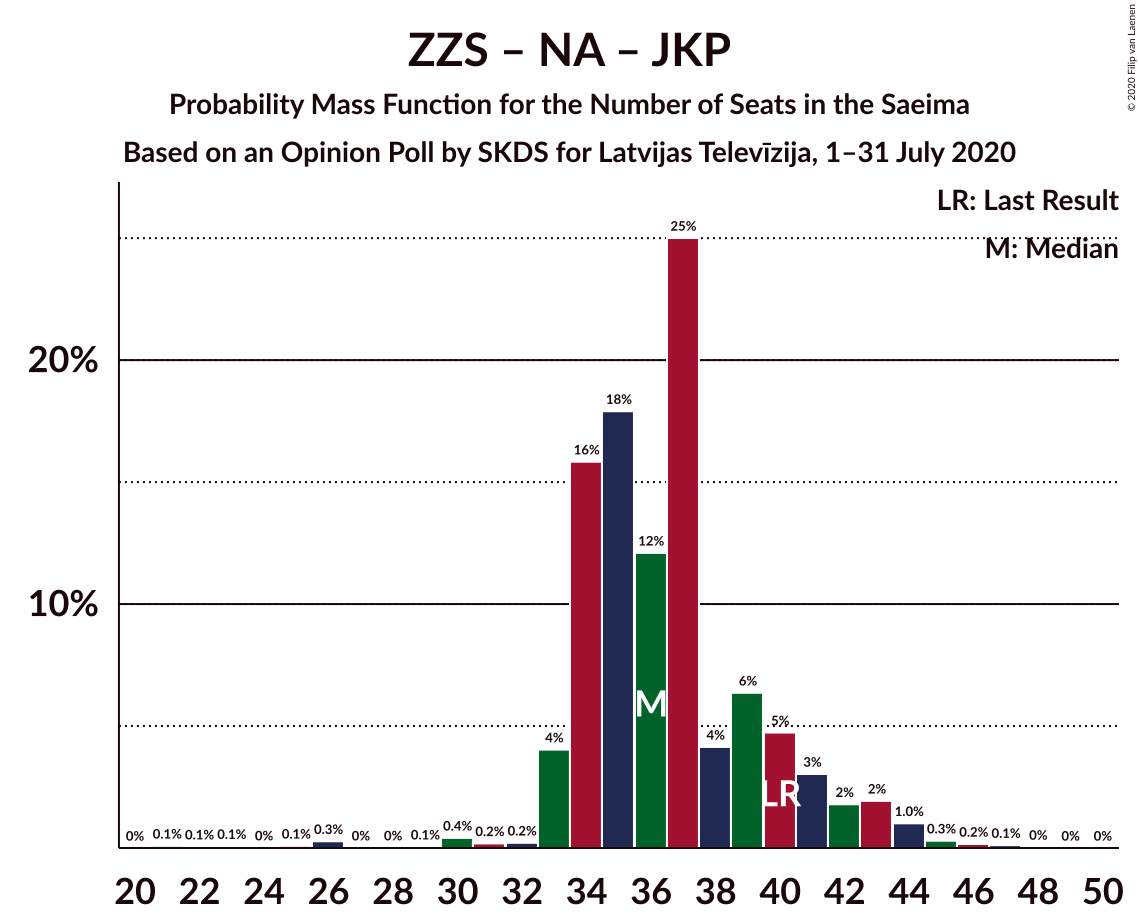 © 2020 Filip van Laenen
ZZS – NA – JKP
Probability Mass Function for the Number of Seats in the Saeima
Based on an Opinion Poll by SKDS for Latvijas Televīzija, 1–31 July 2020
LR: Last Result
M: Median
20%
10%
0% 0.1% 0.1% 0.1% 0% 0.1% 0.3% 0% 0% 0.1% 0.4% 0.2% 0.2% 4% 16% 18% 12% 25% 4% 6% 5% 3% 2% 2% 1.0% 0.3% 0.2% 0.1% 0% 0% 0%
M
LR
20 22 24 26 28 30 32 34 36 38 40 42 44 46 48 50